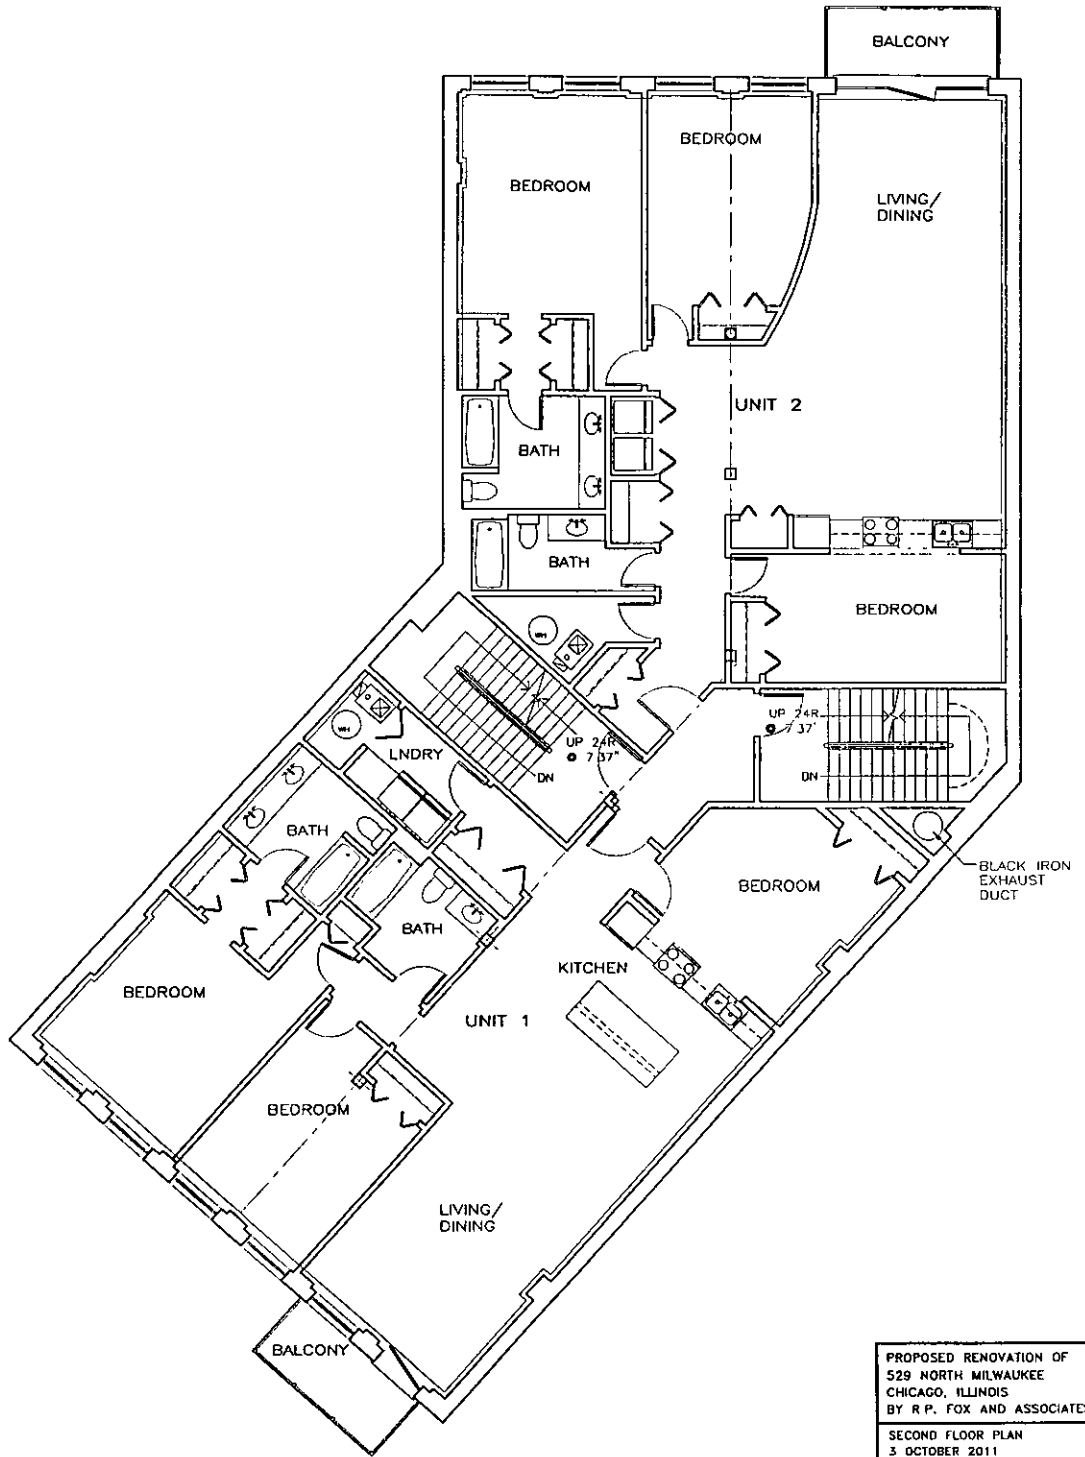 BALCONY
BEDROOM
BEDROOM
LIVING/
DINING
UNIT 2
BATH
BATH
BEDROOM
WH
UP 24R
@ 7.37"
DN
UP 24R
@ 7.37"
DN
WH
LNDRY
BATH
BATH
BEDROOM
BLACK IRON
EXHAUST
DUCT
KITCHEN
BEDROOM
UNIT 1
BEDROOM
LIVING/
DINING
BALCONY
PROPOSED RENOVATION OF
529 NORTH MILWAUKEE
CHICAGO, ILLINOIS
BY R.P. FOX AND ASSOCIATES
SECOND FLOOR PLAN
3 OCTOBER 2011